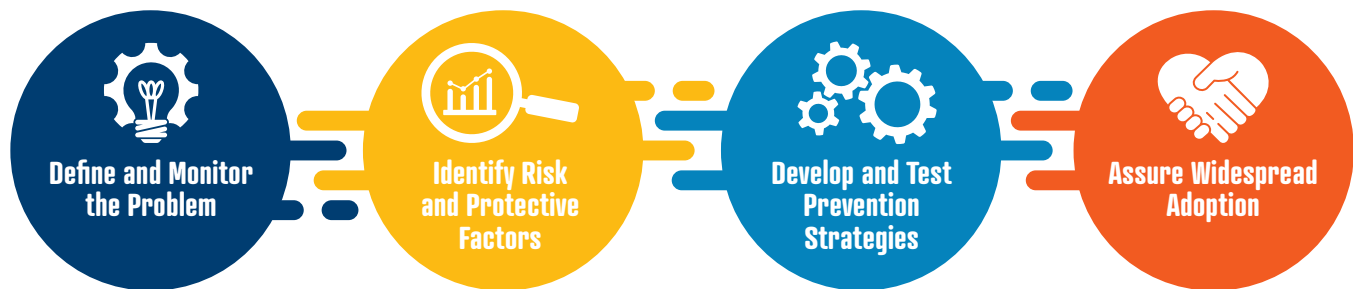 Define and Monitor
the Problem
Identify Risk
and Protective
Factors
Develop and Test
Prevention
Strategies
Assure Widespread
Adoption